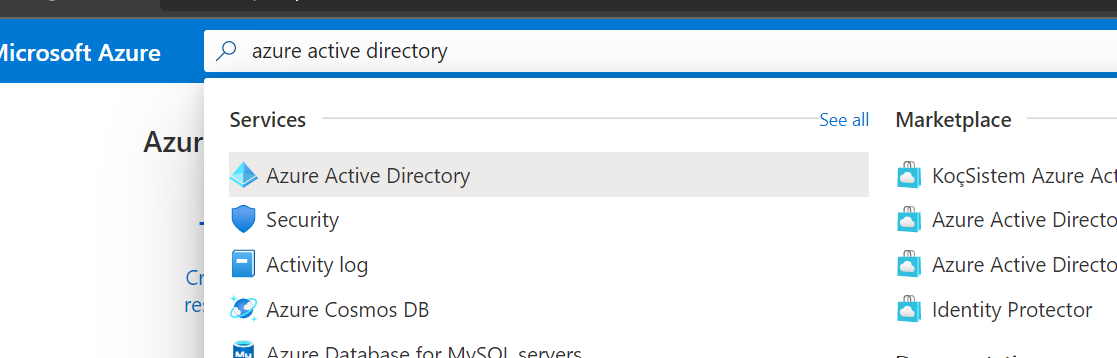 Microsoft Azure
azure active directory
Services
See all
Azure Active Directory
Security
Activity log
Azure Cosmos DB
Azure Database for MySQL servers
Marketplace
KoçSistem Azure Act
Azure Active Directo
Azure Active Directo
Identity Protector
Azur
Cr
res